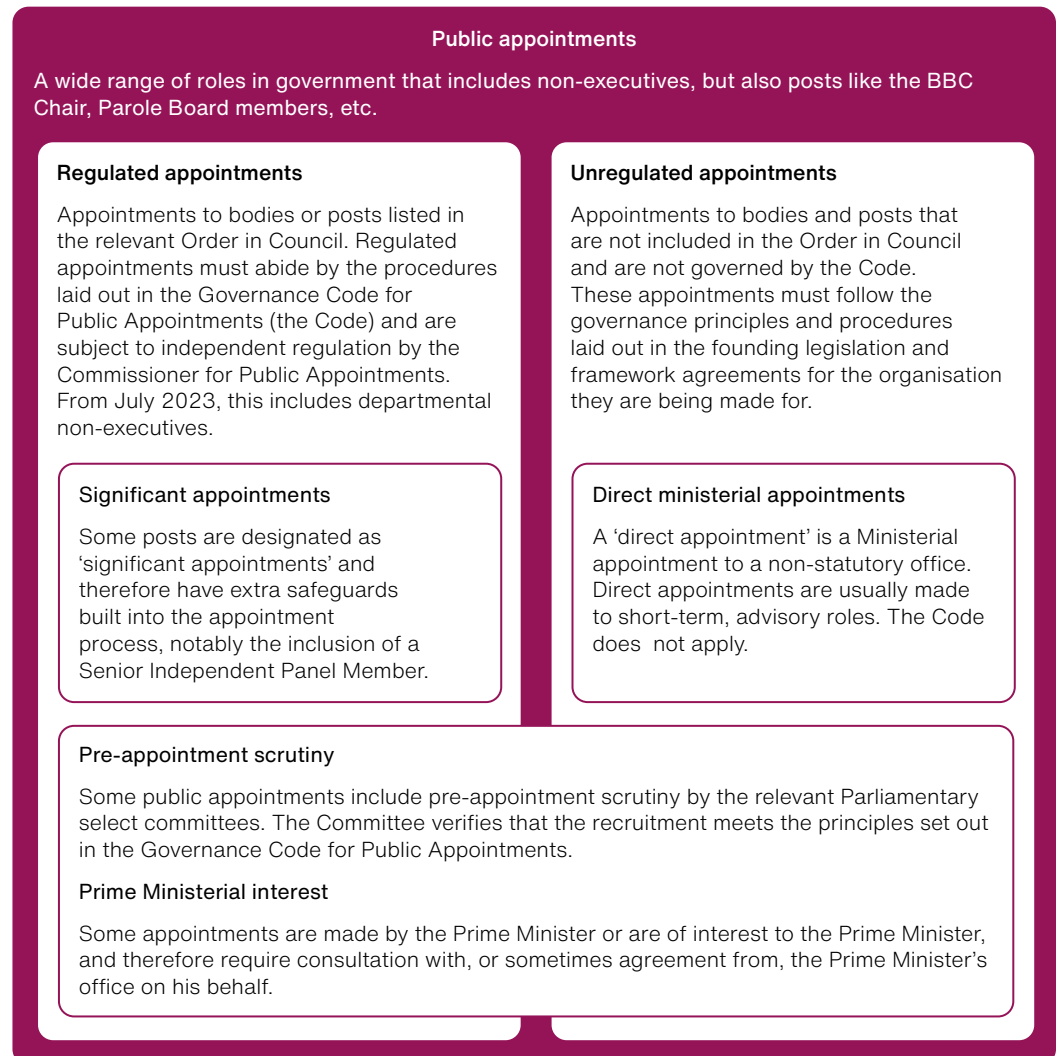 Public appointments
A wide range of roles in government that includes non-executives, but also posts like the BBC
Chair, Parole Board members, etc.
Regulated appointments
Appointments to bodies or posts listed in
the relevant Order in Council. Regulated
appointments must abide by the procedures
laid out in the Governance Code for
Public Appointments (the Code) and are
subject to independent regulation by the
Commissioner for Public Appointments.
From July 2023, this includes departmental
non-executives.
Significant appointments
Some posts are designated as
‘significant appointments’ and
therefore have extra safeguards
built into the appointment
process, notably the inclusion of a
Senior Independent Panel Member.
Unregulated appointments
Appointments to bodies and posts that
are not included in the Order in Council
and are not governed by the Code.
These appointments must follow the
governance principles and procedures
laid out in the founding legislation and
framework agreements for the organisation
they are being made for.
Direct ministerial appointments
A ‘direct appointment’ is a Ministerial
appointment to a non-statutory office.
Direct appointments are usually made
to short-term, advisory roles. The Code
does  not apply.
Pre-appointment scrutiny
Some public appointments include pre-appointment scrutiny by the relevant Parliamentary
select committees. The Committee verifies that the recruitment meets the principles set out
in the Governance Code for Public Appointments.
Prime Ministerial interest
Some appointments are made by the Prime Minister or are of interest to the Prime Minister,
and therefore require consultation with, or sometimes agreement from, the Prime Minister’s
office on his behalf.